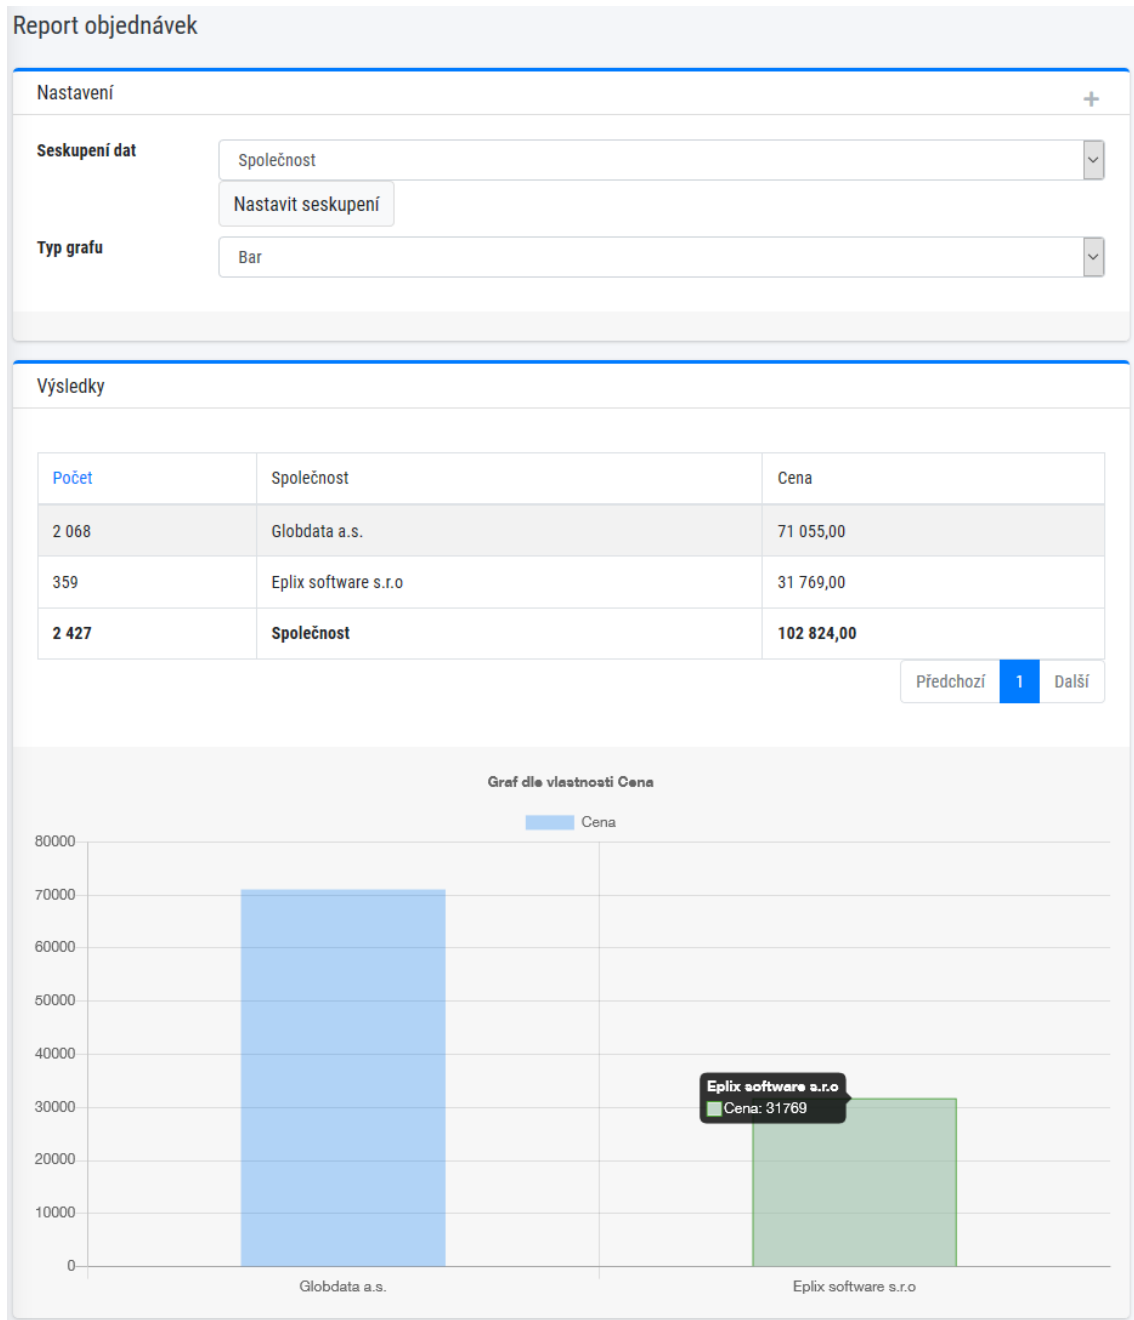 Report objednávek
Nastavení
Seskupení dat
Společnost
Nastavit seskupení
Typ grafu
Bar
Výsledky
Počet Společnost Cena
2 068 Globdata a.s. 71 055,00
359 Eplix software s.r.o 31 769,00
2 427 Společnost 102 824,00
Předchozí 1 Další
Graf dle vlastnosti Cena
Cena
80000
70000
60000
50000
40000
30000
20000
10000
0
Eplix software s.r.o
Cena: 31769
Globdata a.s. Eplix software s.r.o